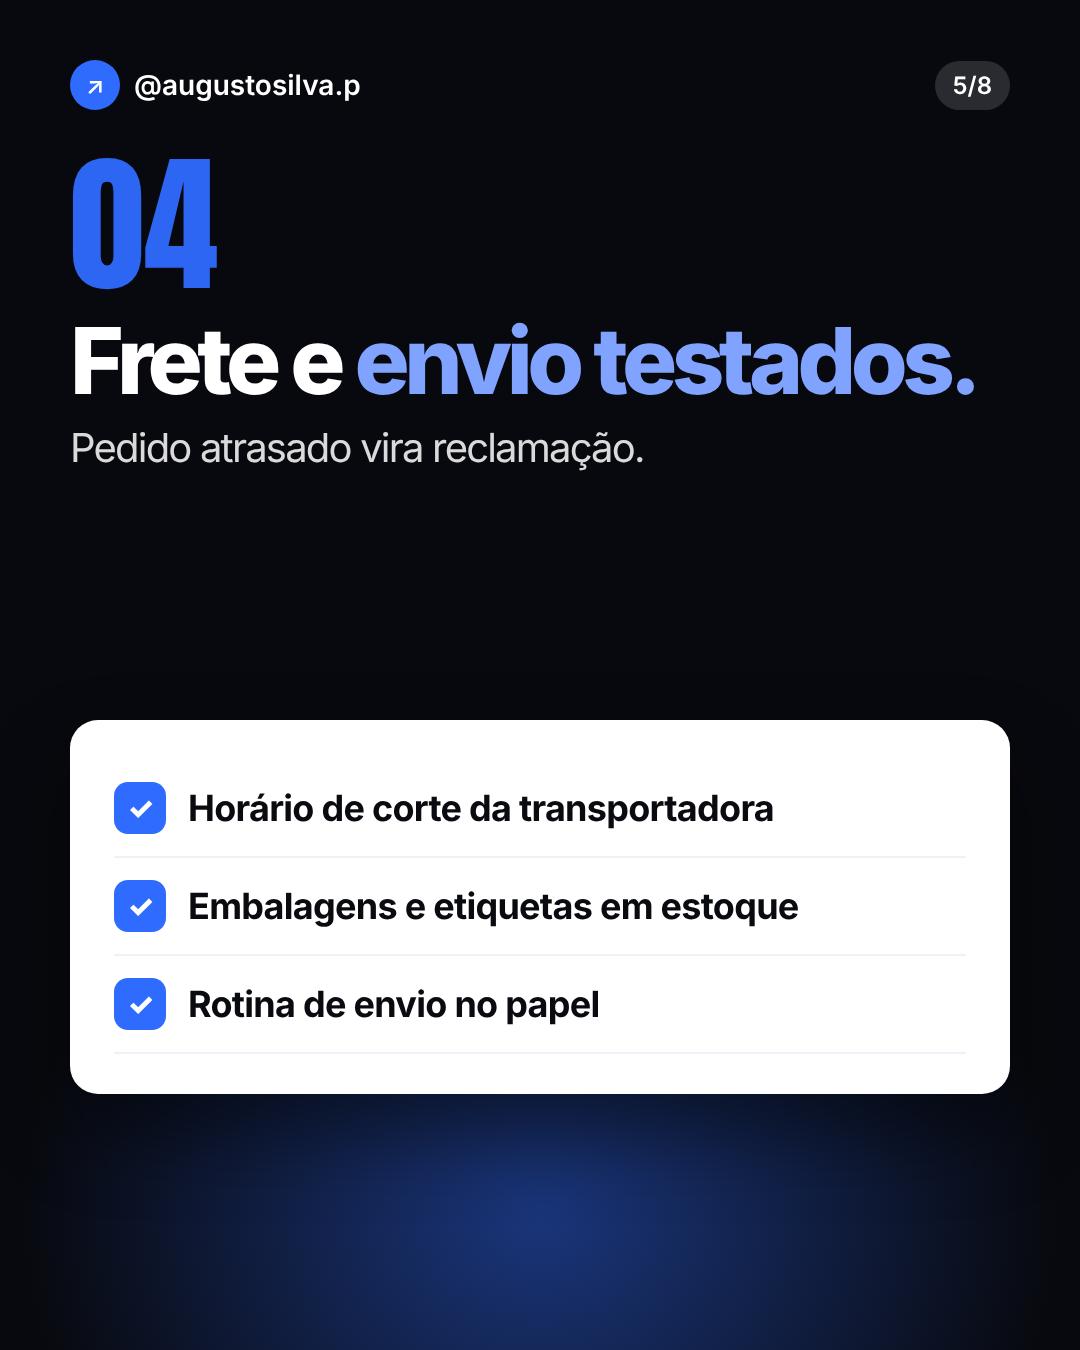 @augustosilva.p
5/8
04
Frete e envio testados.
Pedido atrasado vira reclamação.
Horário de corte da transportadora
Embalagens e etiquetas em estoque
Rotina de envio no papel